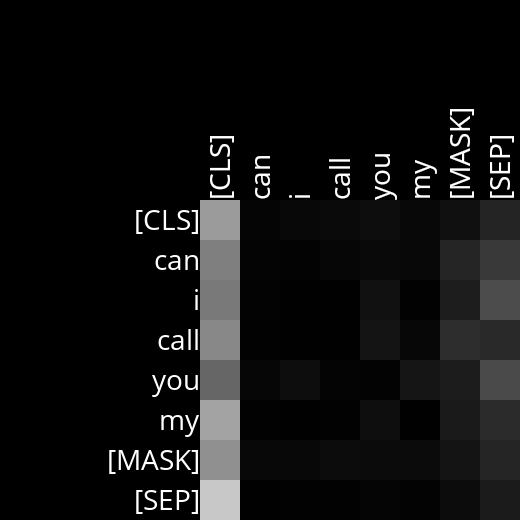 [CLS] can i call you my [MASK] [SEP]
[CLS]
can
i
call
you
my
[MASK]
[SEP]